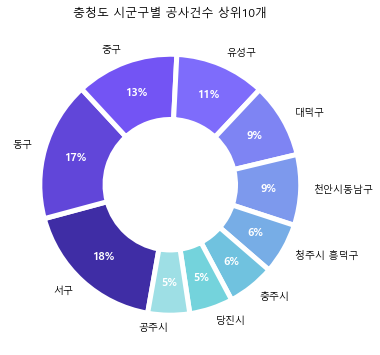 충청도 시군구별 공사건수 상위10개
중구
13%
유성구
11%
대덕구
9%
천안시동남구
9%
청주시 흥덕구
6%
충주시
6%
당진시
5%
공주시
5%
서구
18%
동구
17%